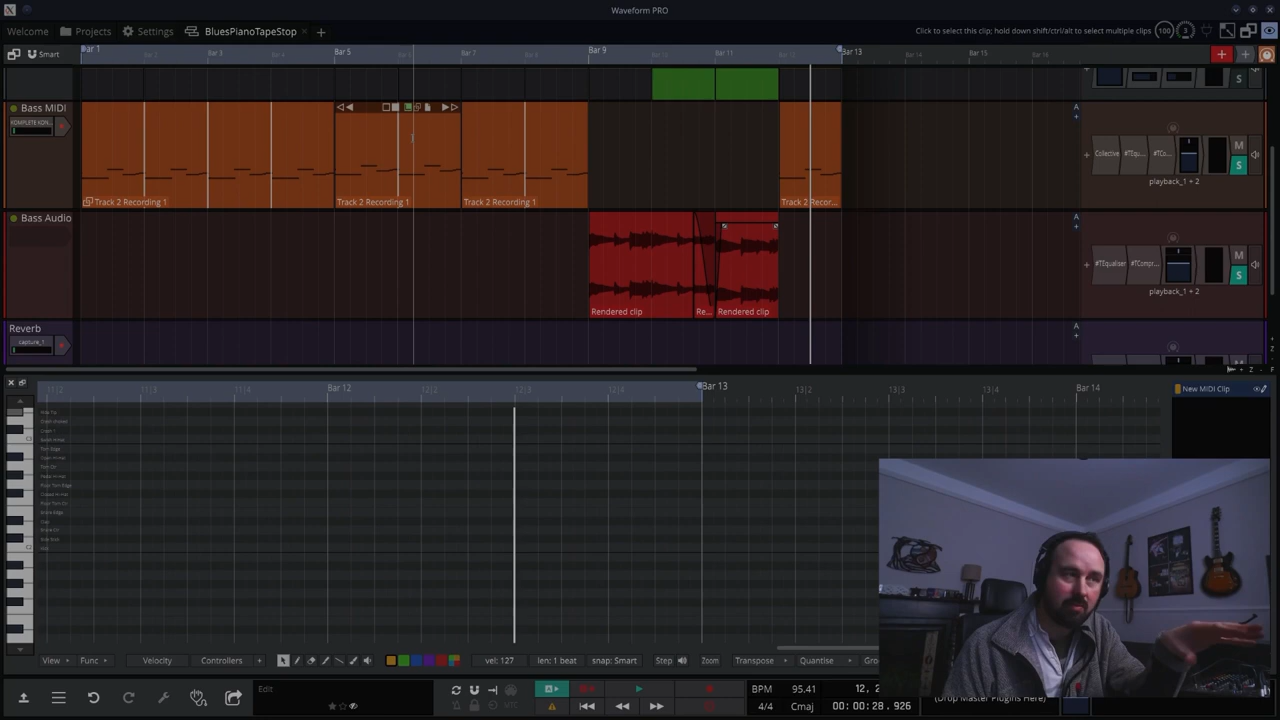 Waveform PRO
Welcome
Projects
Settings
BluesPianoTapeStop
Click to select this clip; hold down shift/ctrl/alt to select multiple clips
100
3
Smart
Bar 1
Bar 5
Bar 7
Bar 9
Bar 11
Bar 13
Bar 14
Bar 15
Bar 16
S
Bass MIDI
KOMPLETE KON...
Track 2 Recording 1
Track 2 Recording 1
Track 2 Recording 1
Track 2 Recor...
A
Collective
#TEqu...
#TCo...
M
S
playback_1 + 2
Bass Audio
Rendered clip
Re...
Rendered clip
A
#TEqualiser
#TCompr...
M
S
playback_1 + 2
Reverb
capture_1
A
11|2
11|3
11|4
Bar 12
12|2
12|3
12|4
Bar 13
13|2
13|3
13|4
Bar 14
New MIDI Clip
View
Func
Velocity
Controllers
vel: 127
len: 1 beat
snap: Smart
Step
Zoom
Transpose
Quantise
Edit
BPM
95.41
4/4
Cmaj
00:00:28.926
(Drop Master Plugins Here)